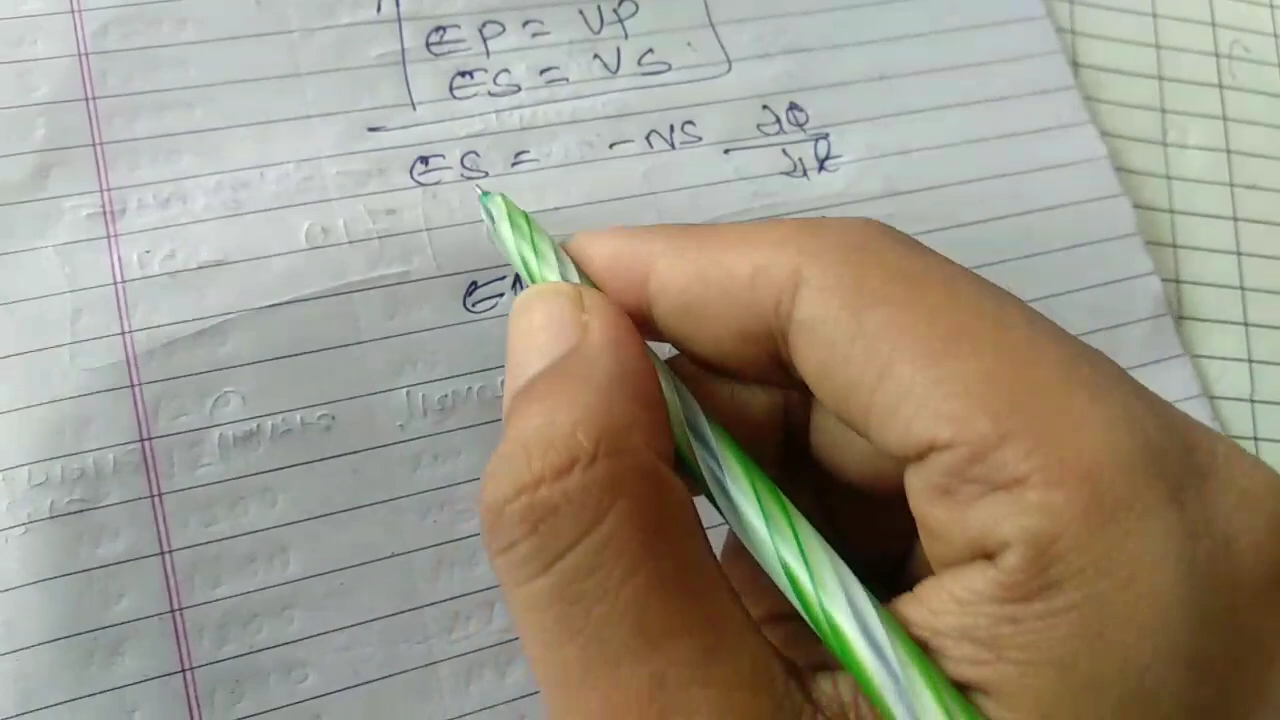 EP = VP
ES = VS
ES = -NS dΦ/dt